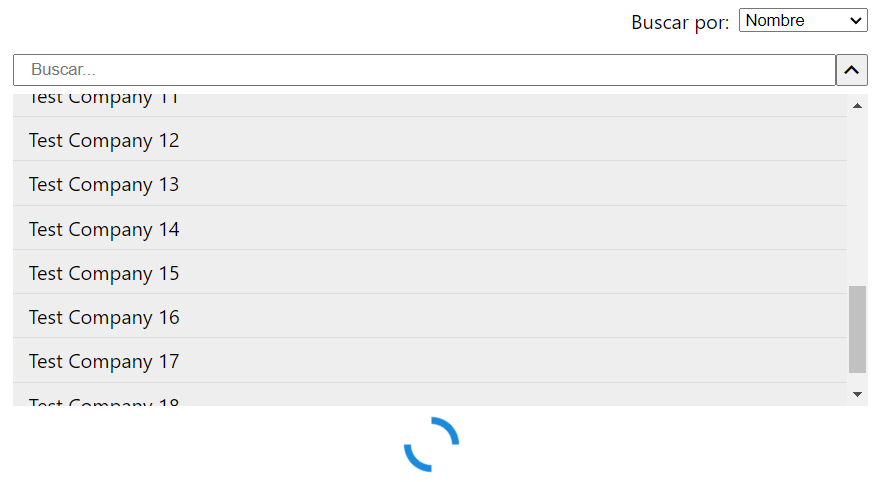 Buscar por: Nombre
Buscar...
Test Company 11
Test Company 12
Test Company 13
Test Company 14
Test Company 15
Test Company 16
Test Company 17
Test Company 18